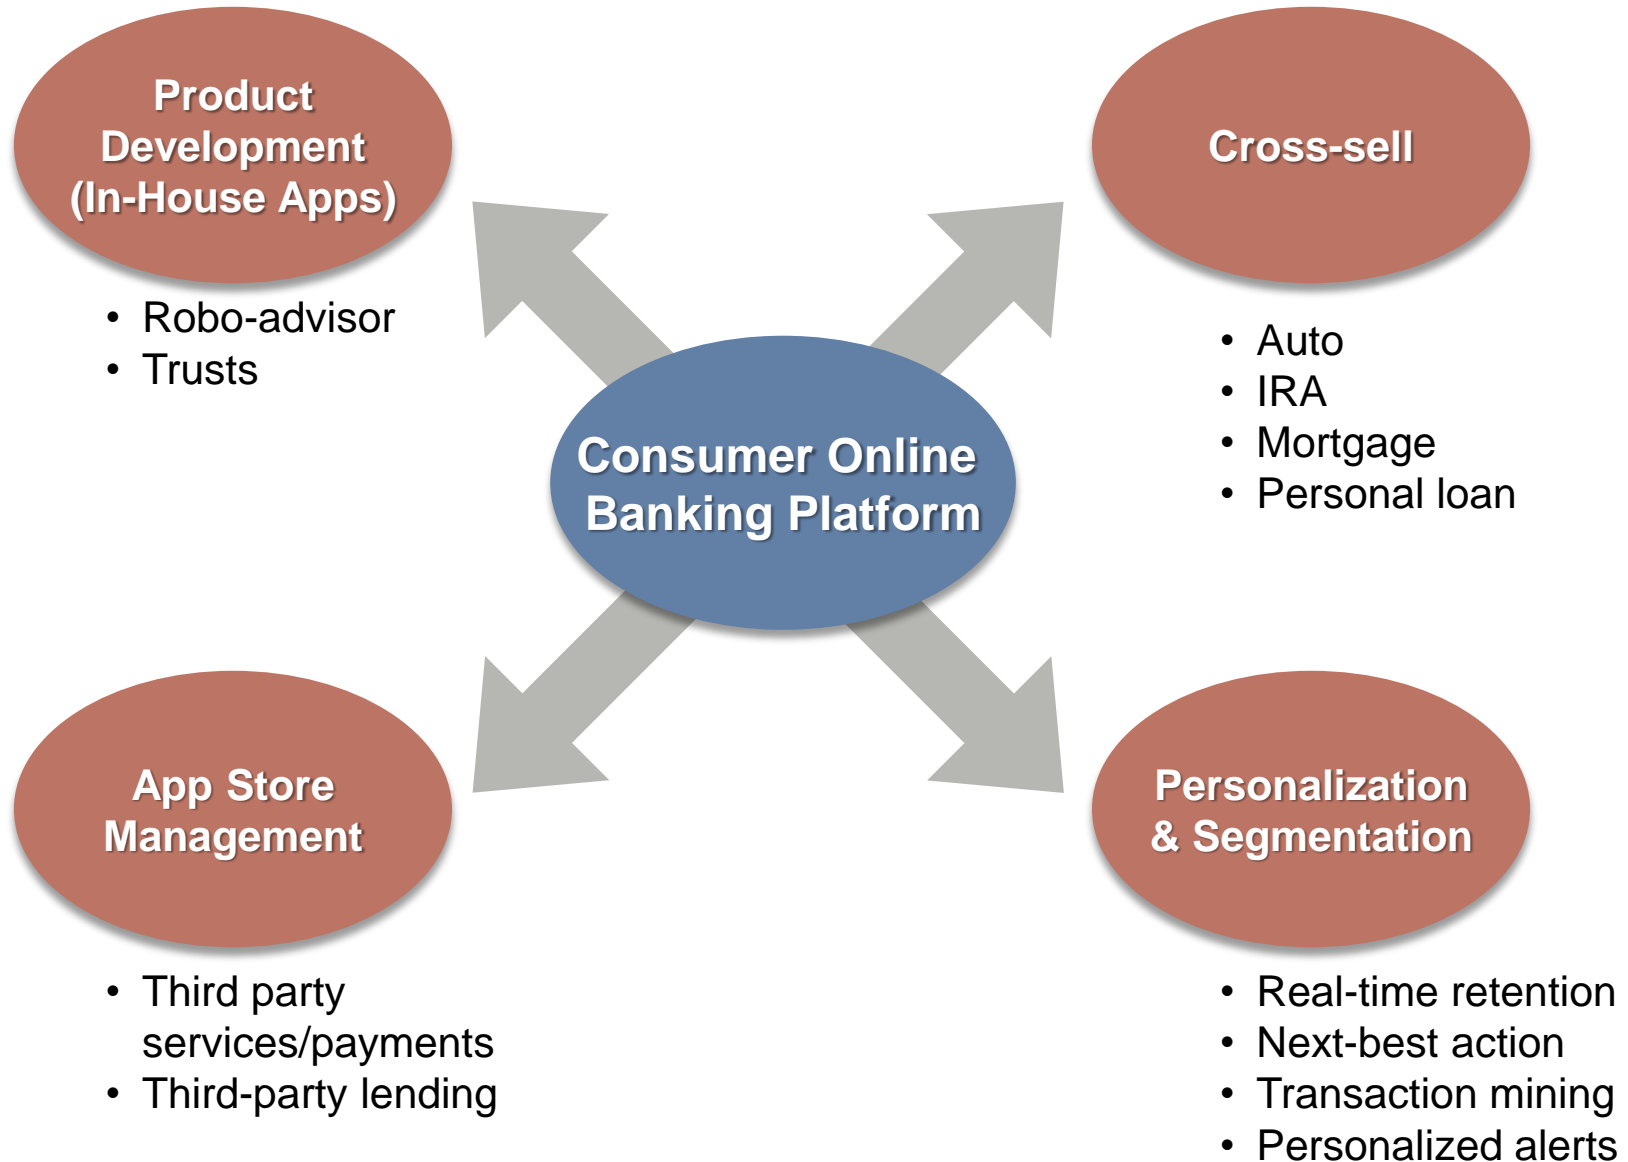 Product
Development
(In-House Apps)
• Robo-advisor
• Trusts
Cross-sell
• Auto
• IRA
• Mortgage
• Personal loan
Consumer Online
Banking Platform
App Store
Management
• Third party
services/payments
• Third-party lending
Personalization
& Segmentation
• Real-time retention
• Next-best action
• Transaction mining
• Personalized alerts